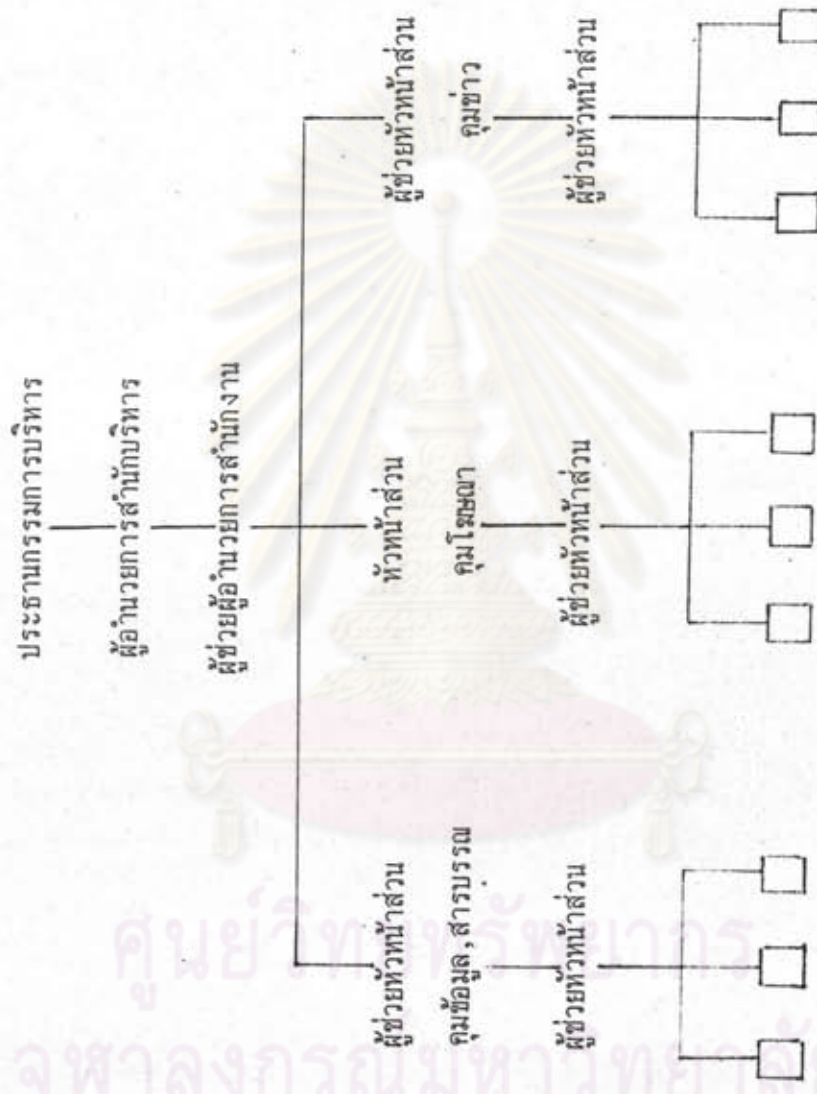 ประธานกรรมการบริหาร
ผู้อำนวยการสำนักบริหาร
ผู้ช่วยผู้อำนวยการสำนักงาน
ผู้ช่วยหัวหน้าส่วน
คุมข้อมูล,สารบรรณ
ผู้ช่วยหัวหน้าส่วน
หัวหน้าส่วน
คุมโฆษณา
ผู้ช่วยหัวหน้าส่วน
ผู้ช่วยหัวหน้าส่วน
คุมข่าว
ผู้ช่วยหัวหน้าส่วน
ศูนย์วิทยทรัพยากร
จุฬาลงกรณ์มหาวิทยาลัย